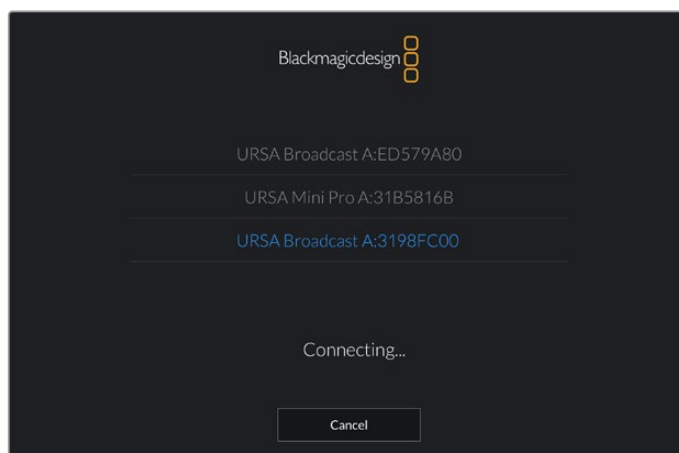 Blackmagicdesign
URSA Broadcast A:ED579A80
URSA Mini Pro A:31B5816B
URSA Broadcast A:3198FC00
Connecting...
Cancel